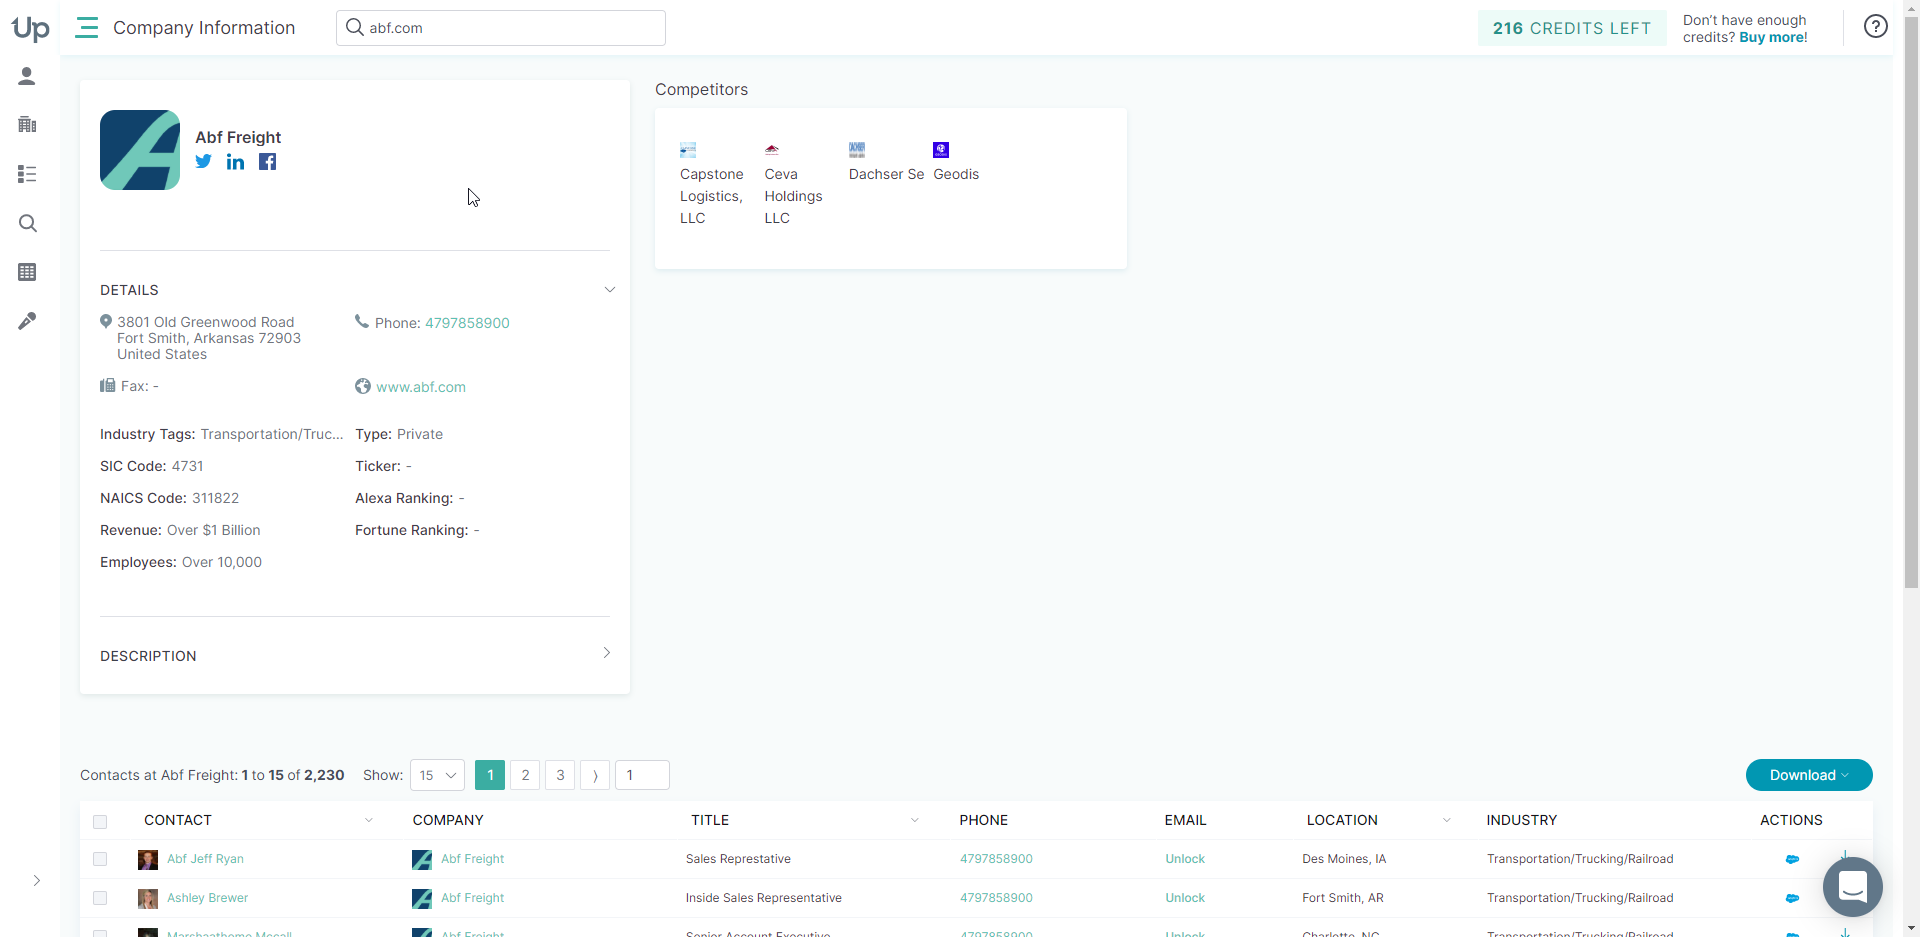 Up
Company Information
abf.com
216 CREDITS LEFT
Don't have enough
credits? Buy more!
Abf Freight
Competitors
Capstone
Logistics,
LLC
Ceva
Holdings
LLC
Dachser Se
Geodis
DETAILS
3801 Old Greenwood Road
Fort Smith, Arkansas 72903
United States
Phone: 4797858900
Fax: -
www.abf.com
Industry Tags: Transportation/Truc...
Type: Private
SIC Code: 4731
Ticker: -
NAICS Code: 311822
Alexa Ranking: -
Revenue: Over $1 Billion
Fortune Ranking: -
Employees: Over 10,000
DESCRIPTION
Contacts at Abf Freight: 1 to 15 of 2,230 Show: 15 1 2 3 ⟩ 1
Download
CONTACT COMPANY TITLE PHONE EMAIL LOCATION INDUSTRY ACTIONS
Abf Jeff Ryan Abf Freight Sales Represtative 4797858900 Unlock Des Moines, IA Transportation/Trucking/Railroad
Ashley Brewer Abf Freight Inside Sales Representative 4797858900 Unlock Fort Smith, AR Transportation/Trucking/Railroad
Abf Freight Senior Account Executive 4797858900 Unlock Charlotte, NC Transportation/Trucking/Railroad